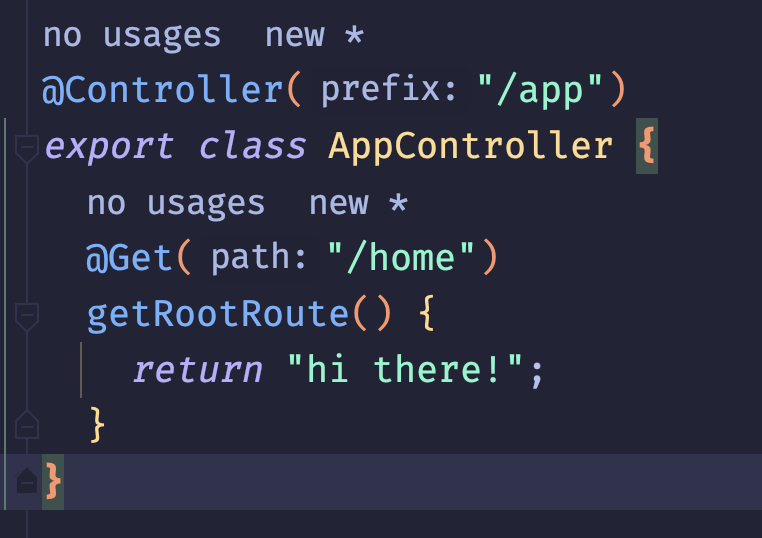 no usages  new *
@Controller( prefix: "/app")
export class AppController {
no usages  new *
@Get( path: "/home")
getRootRoute() {
return "hi there!";
}
}